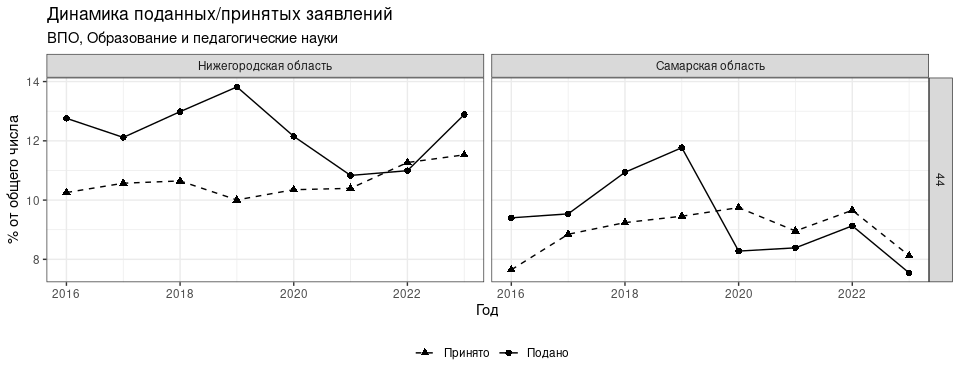 Динамика поданных/принятых заявлений
ВПО, Образование и педагогические науки
Нижегородская область
Самарская область
% от общего числа
14
12
10
8
44
2016 2018 2020 2022
2016 2018 2020 2022
Год
Принято Подано